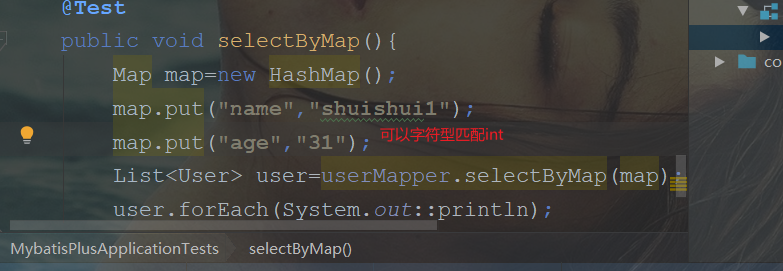 @Test
public void selectByMap(){
Map map=new HashMap();
map.put("name","shuishui1");
map.put("age","31"); 可以字符型匹配int
List<User> user=userMapper.selectByMap(map);
user.forEach(System.out::println);
co
MybatisPlusApplicationTests selectByMap()